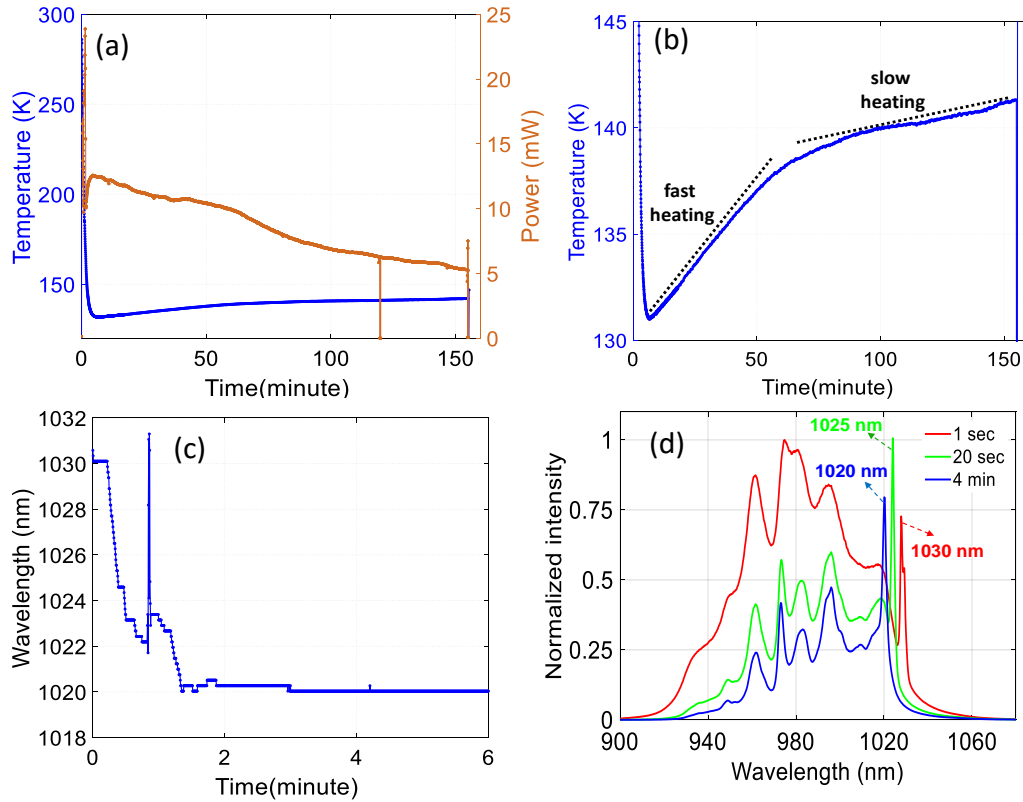 (a)
300
250
200
150
Temperature (K)
25
20
15
10
5
0
Power (mW)
0
50
100
150
Time(minute)
(b)
145
140
135
130
Temperature (K)
slow
heating
fast
heating
0
50
100
150
Time(minute)
(c)
1032
1030
1028
1026
1024
1022
1020
1018
Wavelength (nm)
0
2
4
6
Time(minute)
(d)
1025 nm
1020 nm
1030 nm
1 sec
20 sec
4 min
1
0.75
0.5
0.25
0
Normalized intensity
900
940
980
1020
1060
Wavelength (nm)